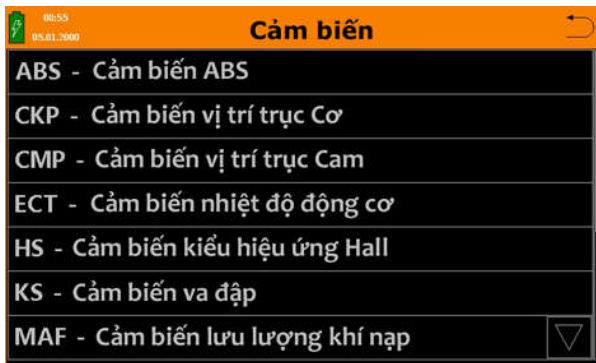 00:55
05.01.2000
Cảm biến
ABS - Cảm biến ABS
CKP - Cảm biến vị trí trục Cơ
CMP - Cảm biến vị trí trục Cam
ECT - Cảm biến nhiệt độ động cơ
HS - Cảm biến kiểu hiệu ứng Hall
KS - Cảm biến va đập
MAF - Cảm biến lưu lượng khí nạp